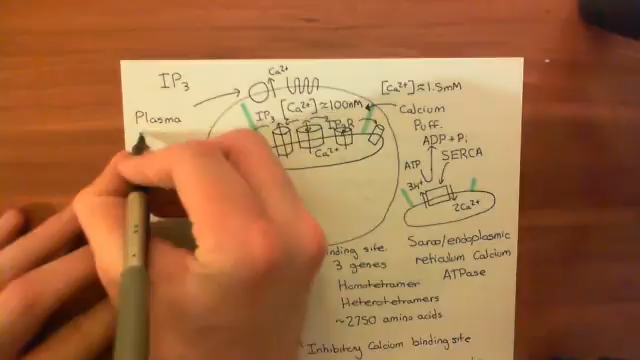 IP3
Plasma
Ca2+
[Ca2+] ≈ 1.5mM
[Ca2+] ≈ 100nM
IP3
IP3R
Ca2+
Calcium
Puff.
ADP + Pi
ATP
SERCA
3H+
2Ca2+
Sarco/endoplasmic
reticulum Calcium
ATPase
binding site.
3 genes
Homotetramer
Heterotetramers
~2750 amino acids
Inhibitory Calcium binding site